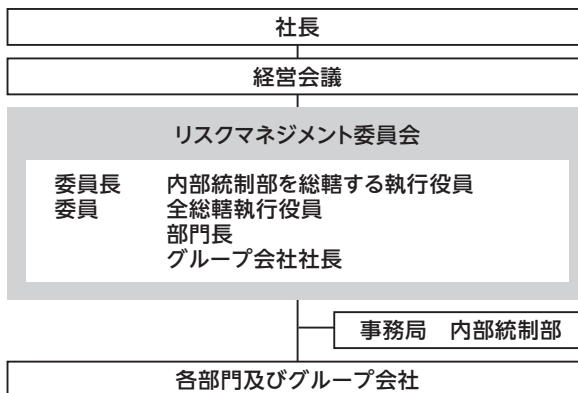 社長
経営会議
リスクマネジメント委員会
委員長 内部統制部を総轄する執行役員
委員 全総轄執行役員
部門長
グループ会社社長
事務局 内部統制部
各部門及びグループ会社